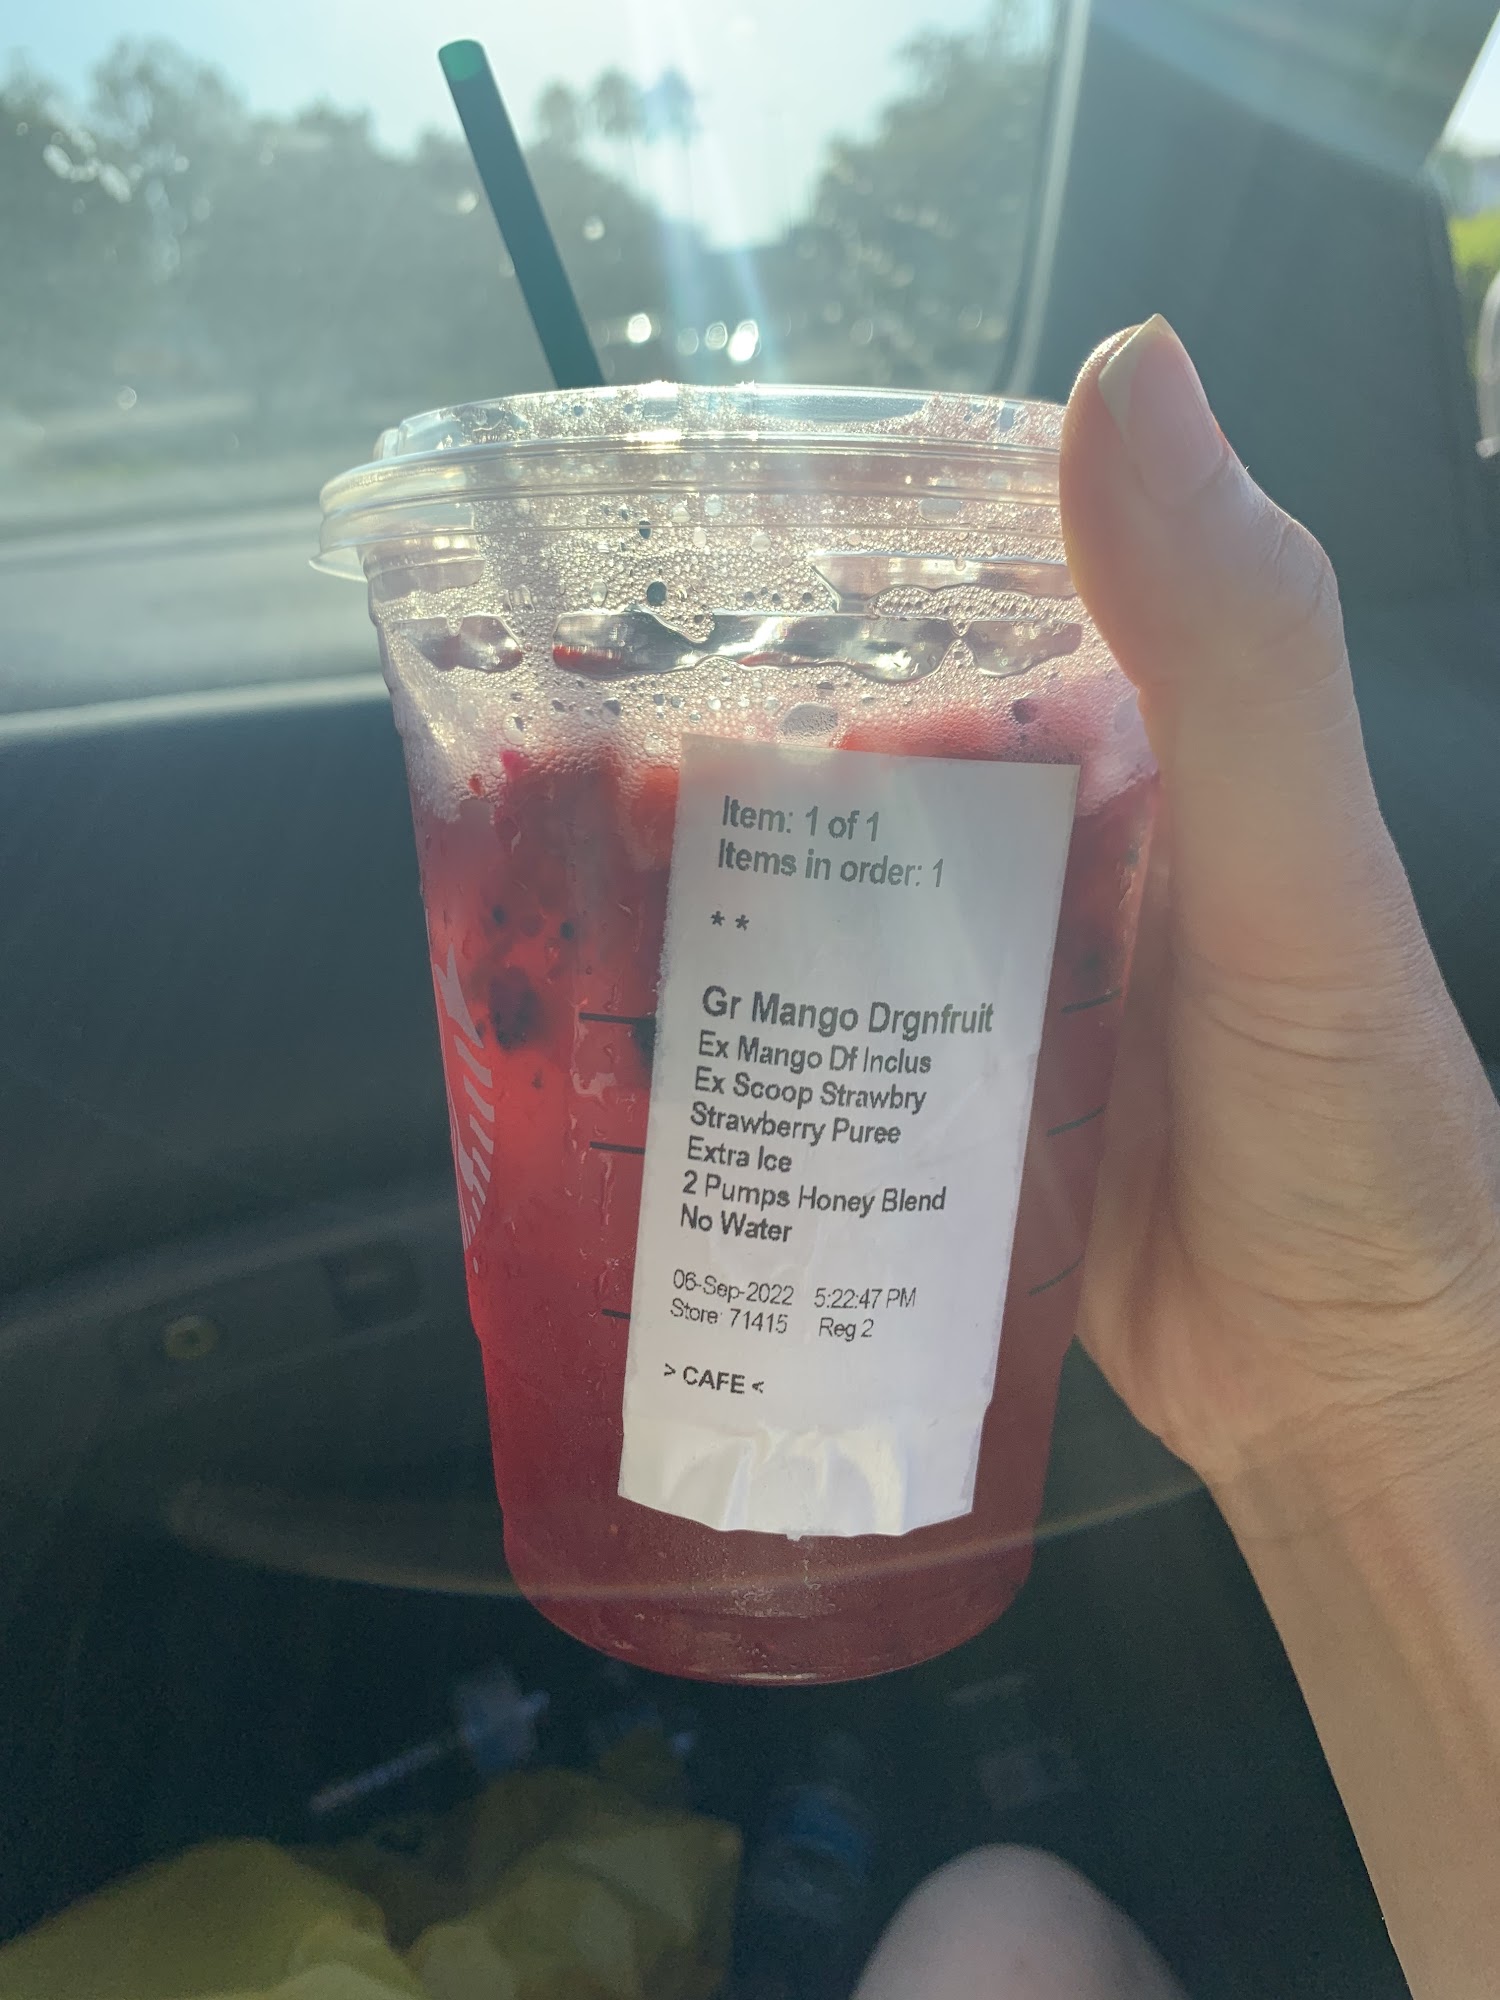 Item: 1 of 1
Items in order: 1
* *
Gr Mango Drgnfruit
Ex Mango Df Inclus
Ex Scoop Strawbry
Strawberry Puree
Extra Ice
2 Pumps Honey Blend
No Water
06-Sep-2022 5:22:47 PM
Store: 71415 Reg 2
> CAFE <